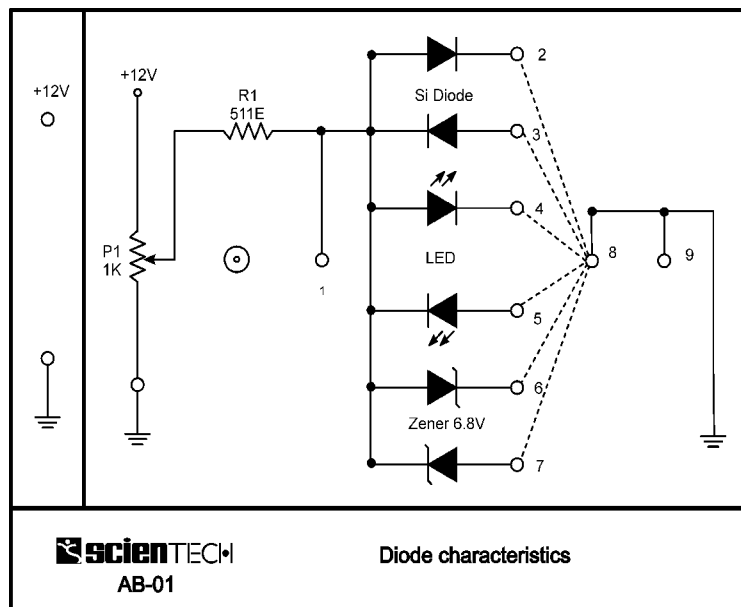 +12V
+12V
R1
511E
P1
1K
1
2
Si Diode
3
4
LED
5
6
Zener 6.8V
7
8
9
SCIENTECH
AB-01
Diode characteristics